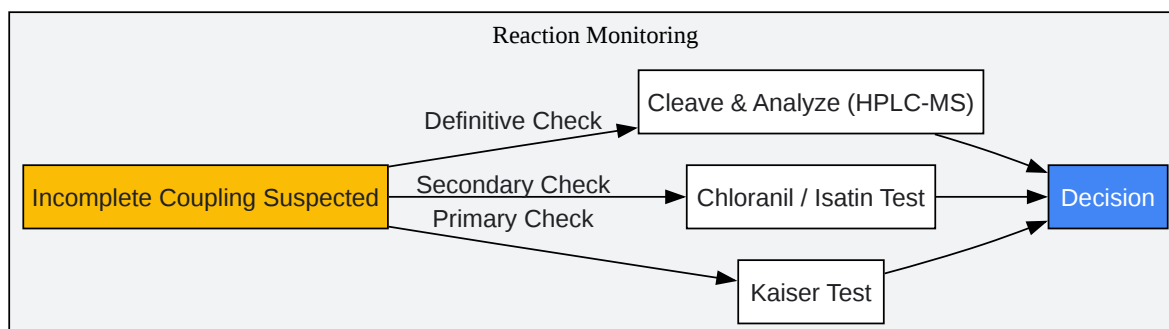 Reaction Monitoring
Cleave & Analyze (HPLC-MS)
Definitive Check
Incomplete Coupling Suspected
Secondary Check
Chloranil / Isatin Test
Decision
Primary Check
Kaiser Test